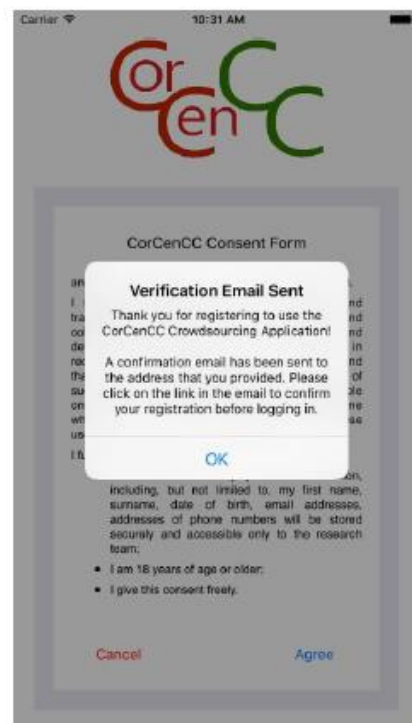 Carrier 10:31 AM
Cor
Cen CC
CorCenCC Consent Form
Verification Email Sent
Thank you for registering to use the
CorCenCC Crowdsourcing Application!
A confirmation email has been sent to
the address that you provided. Please
click on the link in the email to confirm
your registration before logging in.
OK
including, but not limited to, my first name,
surname, date of birth, email addresses,
addresses of phone numbers will be stored
securely and accessible only to the research
team;
• I am 18 years of age or older;
• I give this consent freely.
Cancel Agree